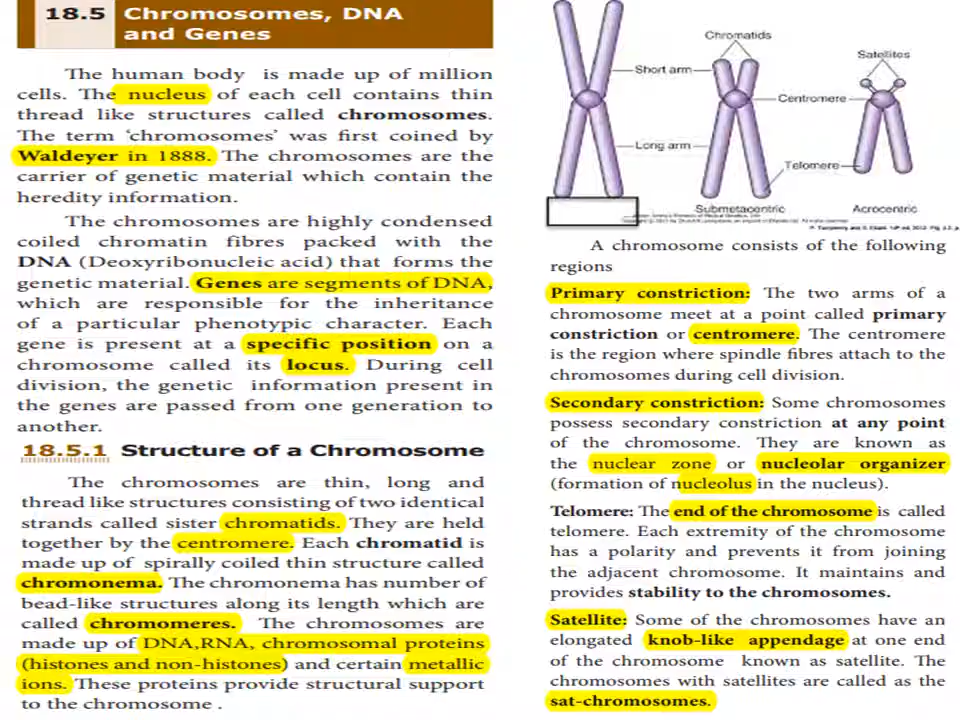 18.5 Chromosomes, DNA
and Genes
The human body is made up of million
cells. The nucleus of each cell contains thin
thread like structures called chromosomes.
The term ‘chromosomes’ was first coined by
Waldeyer in 1888. The chromosomes are the
carrier of genetic material which contain the
heredity information.
The chromosomes are highly condensed
coiled chromatin fibres packed with the
DNA (Deoxyribonucleic acid) that forms the
genetic material. Genes are segments of DNA,
which are responsible for the inheritance
of a particular phenotypic character. Each
gene is present at a specific position on a
chromosome called its locus. During cell
division, the genetic information present in
the genes are passed from one generation to
another.
18.5.1 Structure of a Chromosome
The chromosomes are thin, long and
thread like structures consisting of two identical
strands called sister chromatids. They are held
together by the centromere. Each chromatid is
made up of spirally coiled thin structure called
chromonema. The chromonema has number of
bead-like structures along its length which are
called chromomeres. The chromosomes are
made up of DNA,RNA, chromosomal proteins
(histones and non-histones) and certain metallic
ions. These proteins provide structural support
to the chromosome .
Chromatids
Satellites
Short arm
Centromere
Long arm
Telomere
Submetacentric
Acrocentric
A chromosome consists of the following
regions
Primary constriction: The two arms of a
chromosome meet at a point called primary
constriction or centromere. The centromere
is the region where spindle fibres attach to the
chromosomes during cell division.
Secondary constriction: Some chromosomes
possess secondary constriction at any point
of the chromosome. They are known as
the nuclear zone or nucleolar organizer
(formation of nucleolus in the nucleus).
Telomere: The end of the chromosome is called
telomere. Each extremity of the chromosome
has a polarity and prevents it from joining
the adjacent chromosome. It maintains and
provides stability to the chromosomes.
Satellite: Some of the chromosomes have an
elongated knob-like appendage at one end
of the chromosome known as satellite. The
chromosomes with satellites are called as the
sat-chromosomes.